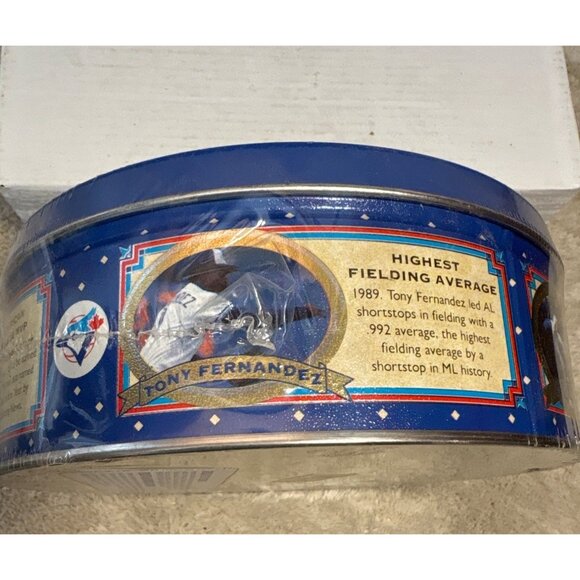 HIGHEST
FIELDING AVERAGE
1989. Tony Fernandez led AL
shortstops in fielding with a
.992 average, the highest
fielding average by a
shortstop in ML history.
TONY FERNANDEZ